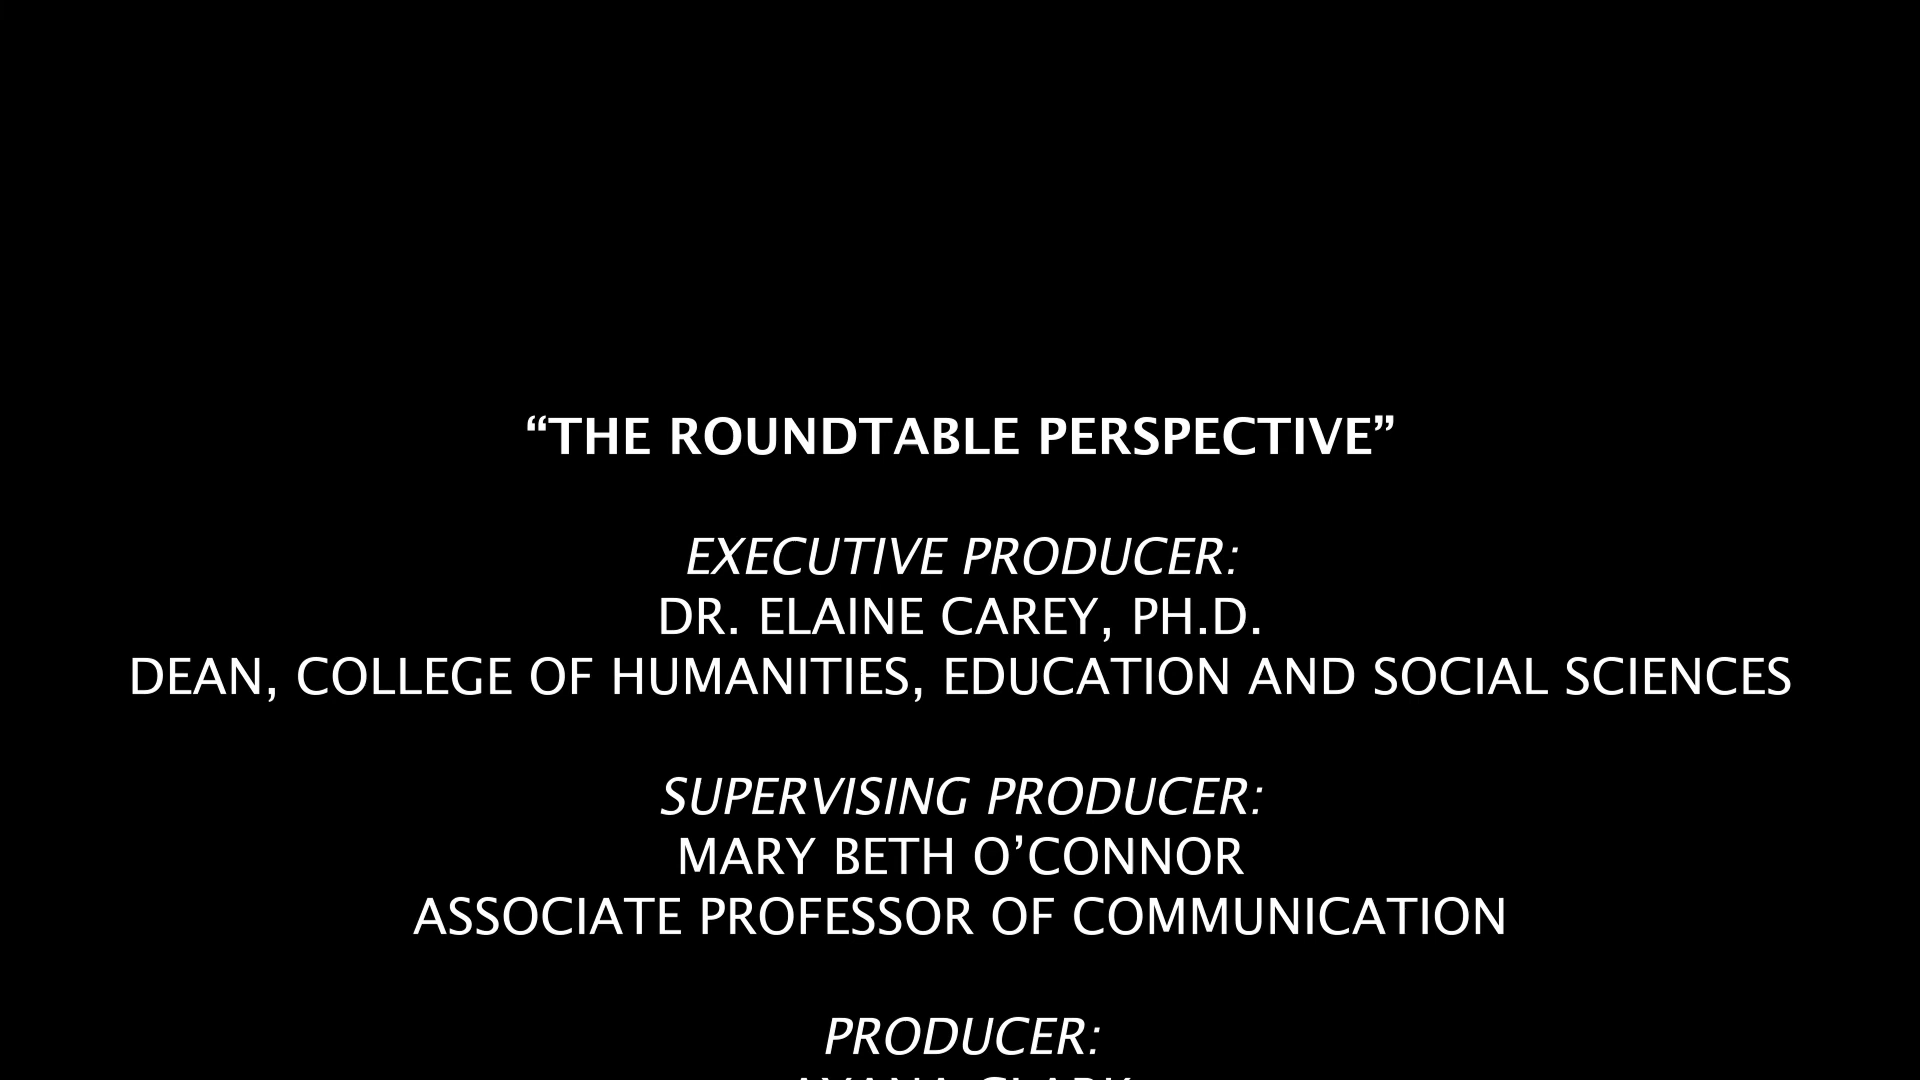 “THE ROUNDTABLE PERSPECTIVE”
EXECUTIVE PRODUCER:
DR. ELAINE CAREY, PH.D.
DEAN, COLLEGE OF HUMANITIES, EDUCATION AND SOCIAL SCIENCES
SUPERVISING PRODUCER:
MARY BETH O’CONNOR
ASSOCIATE PROFESSOR OF COMMUNICATION
PRODUCER: